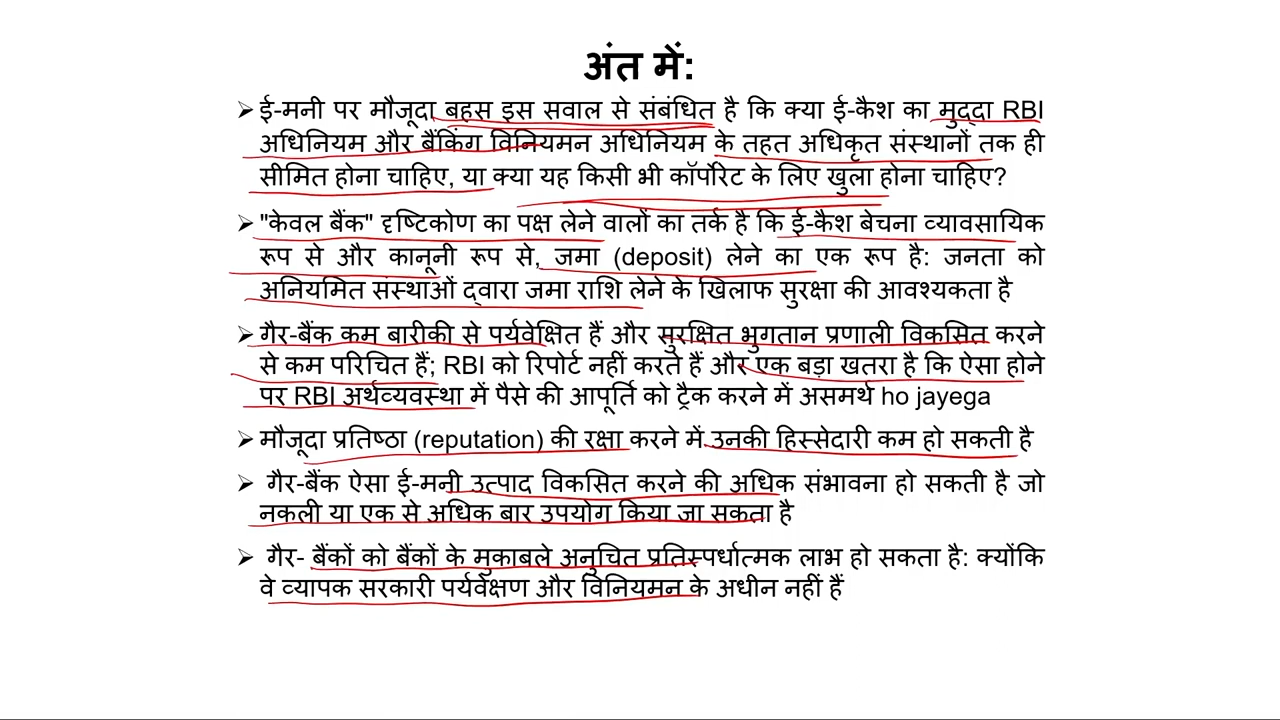 अंत में:
➢ ई-मनी पर मौजूदा बहस इस सवाल से संबंधित है कि क्या ई-कैश का मुद्दा RBI
अधिनियम और बैंकिंग विनियमन अधिनियम के तहत अधिकृत संस्थानों तक ही
सीमित होना चाहिए, या क्या यह किसी भी कॉर्पोरेट के लिए खुला होना चाहिए?
➢ "केवल बैंक" दृष्टिकोण का पक्ष लेने वालों का तर्क है कि ई-कैश बेचना व्यावसायिक
रूप से और कानूनी रूप से, जमा (deposit) लेने का एक रूप है: जनता को
अनियमित संस्थाओं द्वारा जमा राशि लेने के खिलाफ सुरक्षा की आवश्यकता है
➢ गैर-बैंक कम बारीकी से पर्यवेक्षित हैं और सुरक्षित भुगतान प्रणाली विकसित करने
से कम परिचित हैं; RBI को रिपोर्ट नहीं करते हैं और एक बड़ा खतरा है कि ऐसा होने
पर RBI अर्थव्यवस्था में पैसे की आपूर्ति को ट्रैक करने में असमर्थ ho jayega
➢ मौजूदा प्रतिष्ठा (reputation) की रक्षा करने में उनकी हिस्सेदारी कम हो सकती है
➢ गैर-बैंक ऐसा ई-मनी उत्पाद विकसित करने की अधिक संभावना हो सकती है जो
नकली या एक से अधिक बार उपयोग किया जा सकता है
➢ गैर- बैंकों को बैंकों के मुकाबले अनुचित प्रतिस्पर्धात्मक लाभ हो सकता है: क्योंकि
वे व्यापक सरकारी पर्यवेक्षण और विनियमन के अधीन नहीं हैं